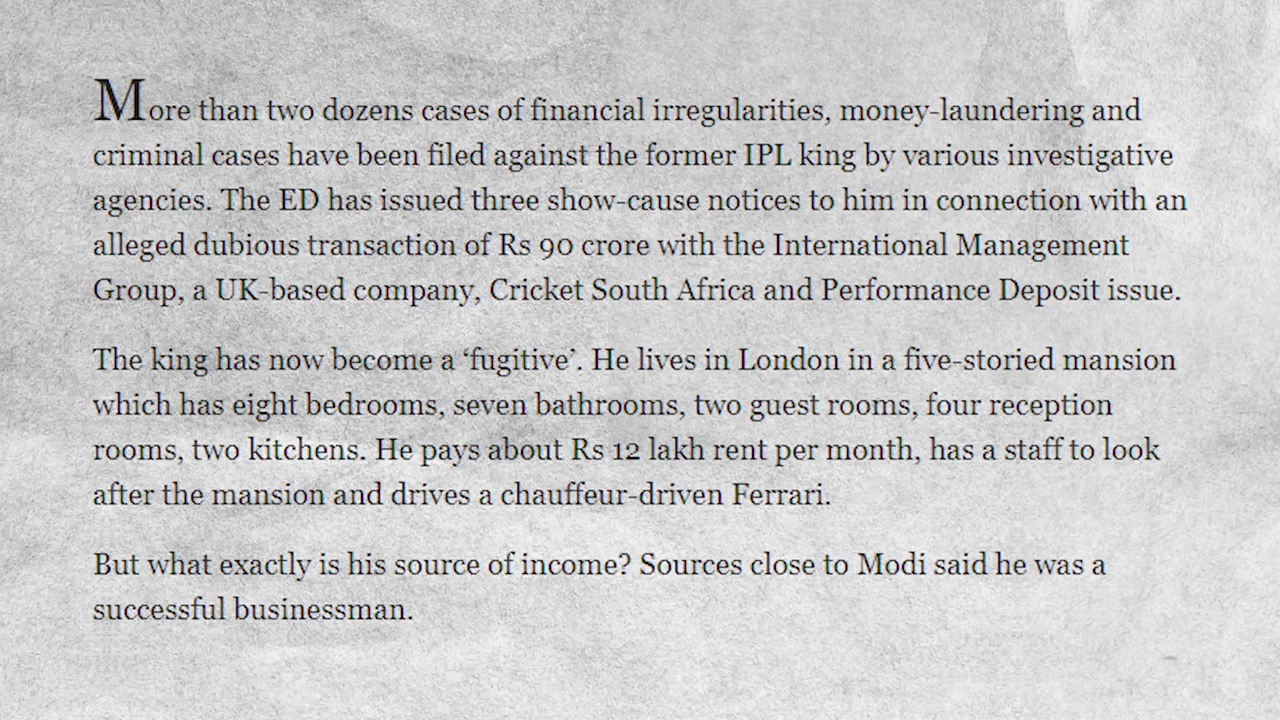 More than two dozens cases of financial irregularities, money-laundering and
criminal cases have been filed against the former IPL king by various investigative
agencies. The ED has issued three show-cause notices to him in connection with an
alleged dubious transaction of Rs 90 crore with the International Management
Group, a UK-based company, Cricket South Africa and Performance Deposit issue.
The king has now become a ‘fugitive’. He lives in London in a five-storied mansion
which has eight bedrooms, seven bathrooms, two guest rooms, four reception
rooms, two kitchens. He pays about Rs 12 lakh rent per month, has a staff to look
after the mansion and drives a chauffeur-driven Ferrari.
But what exactly is his source of income? Sources close to Modi said he was a
successful businessman.